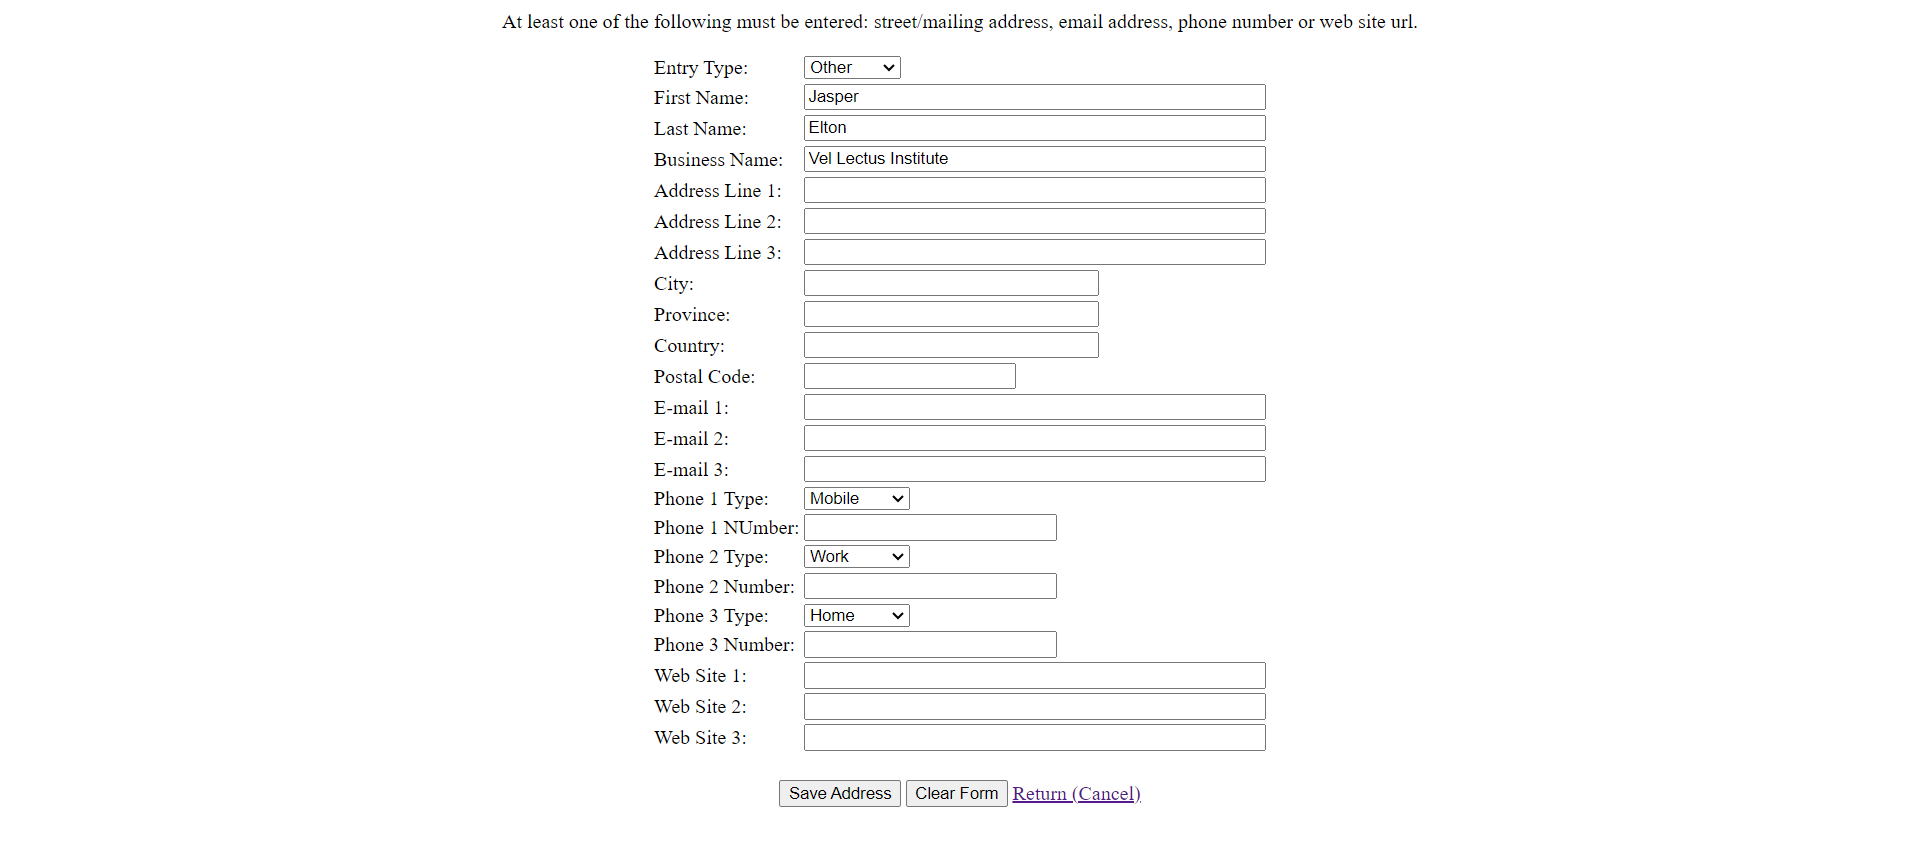 At least one of the following must be entered: street/mailing address, email address, phone number or web site url.
Entry Type: Other
First Name: Jasper
Last Name: Elton
Business Name: Vel Lectus Institute
Address Line 1:
Address Line 2:
Address Line 3:
City:
Province:
Country:
Postal Code:
E-mail 1:
E-mail 2:
E-mail 3:
Phone 1 Type: Mobile
Phone 1 NUmber:
Phone 2 Type: Work
Phone 2 Number:
Phone 3 Type: Home
Phone 3 Number:
Web Site 1:
Web Site 2:
Web Site 3:
Save Address Clear Form Return (Cancel)